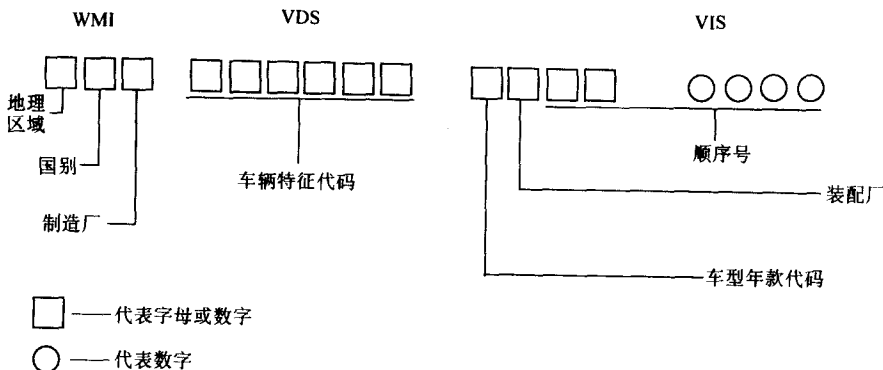 WMI
VDS
VIS
地理
区域
国别
制造厂
车辆特征代码
顺序号
装配厂
车型年款代码
代表字母或数字
代表数字